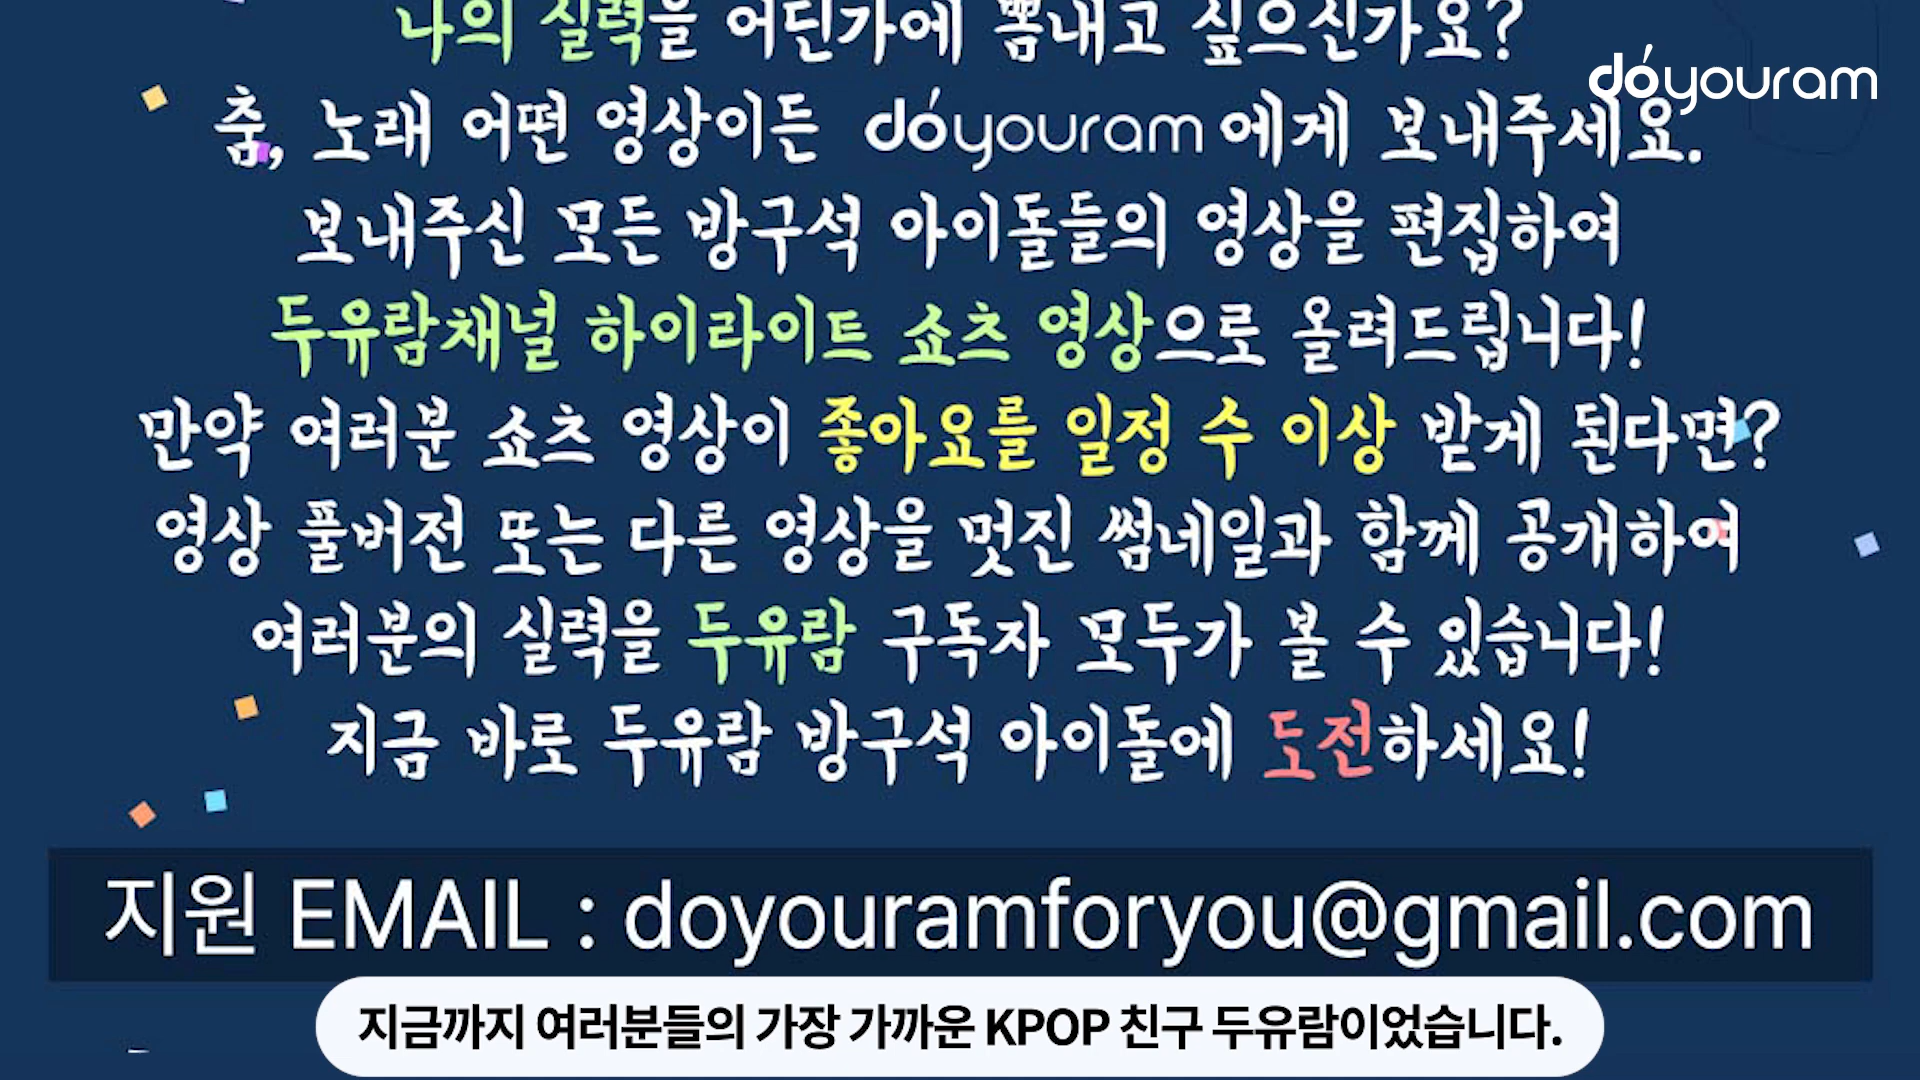 나의 실력을 어딘가에 뽐내고 싶으신가요?
doyouram
춤, 노래 어떤 영상이든 doyouram 에게 보내주세요.
보내주신 모든 방구석 아이돌들의 영상을 편집하여
두유람채널 하이라이트 쇼츠 영상으로 올려드립니다!
만약 여러분 쇼츠 영상이 좋아요를 일정 수 이상 받게 된다면?
영상 풀버전 또는 다른 영상을 멋진 썸네일과 함께 공개하여
여러분의 실력을 두유람 구독자 모두가 볼 수 있습니다!
지금 바로 두유람 방구석 아이돌에 도전하세요!
지원 EMAIL : doyouramforyou@gmail.com
지금까지 여러분들의 가장 가까운 KPOP 친구 두유람이었습니다.